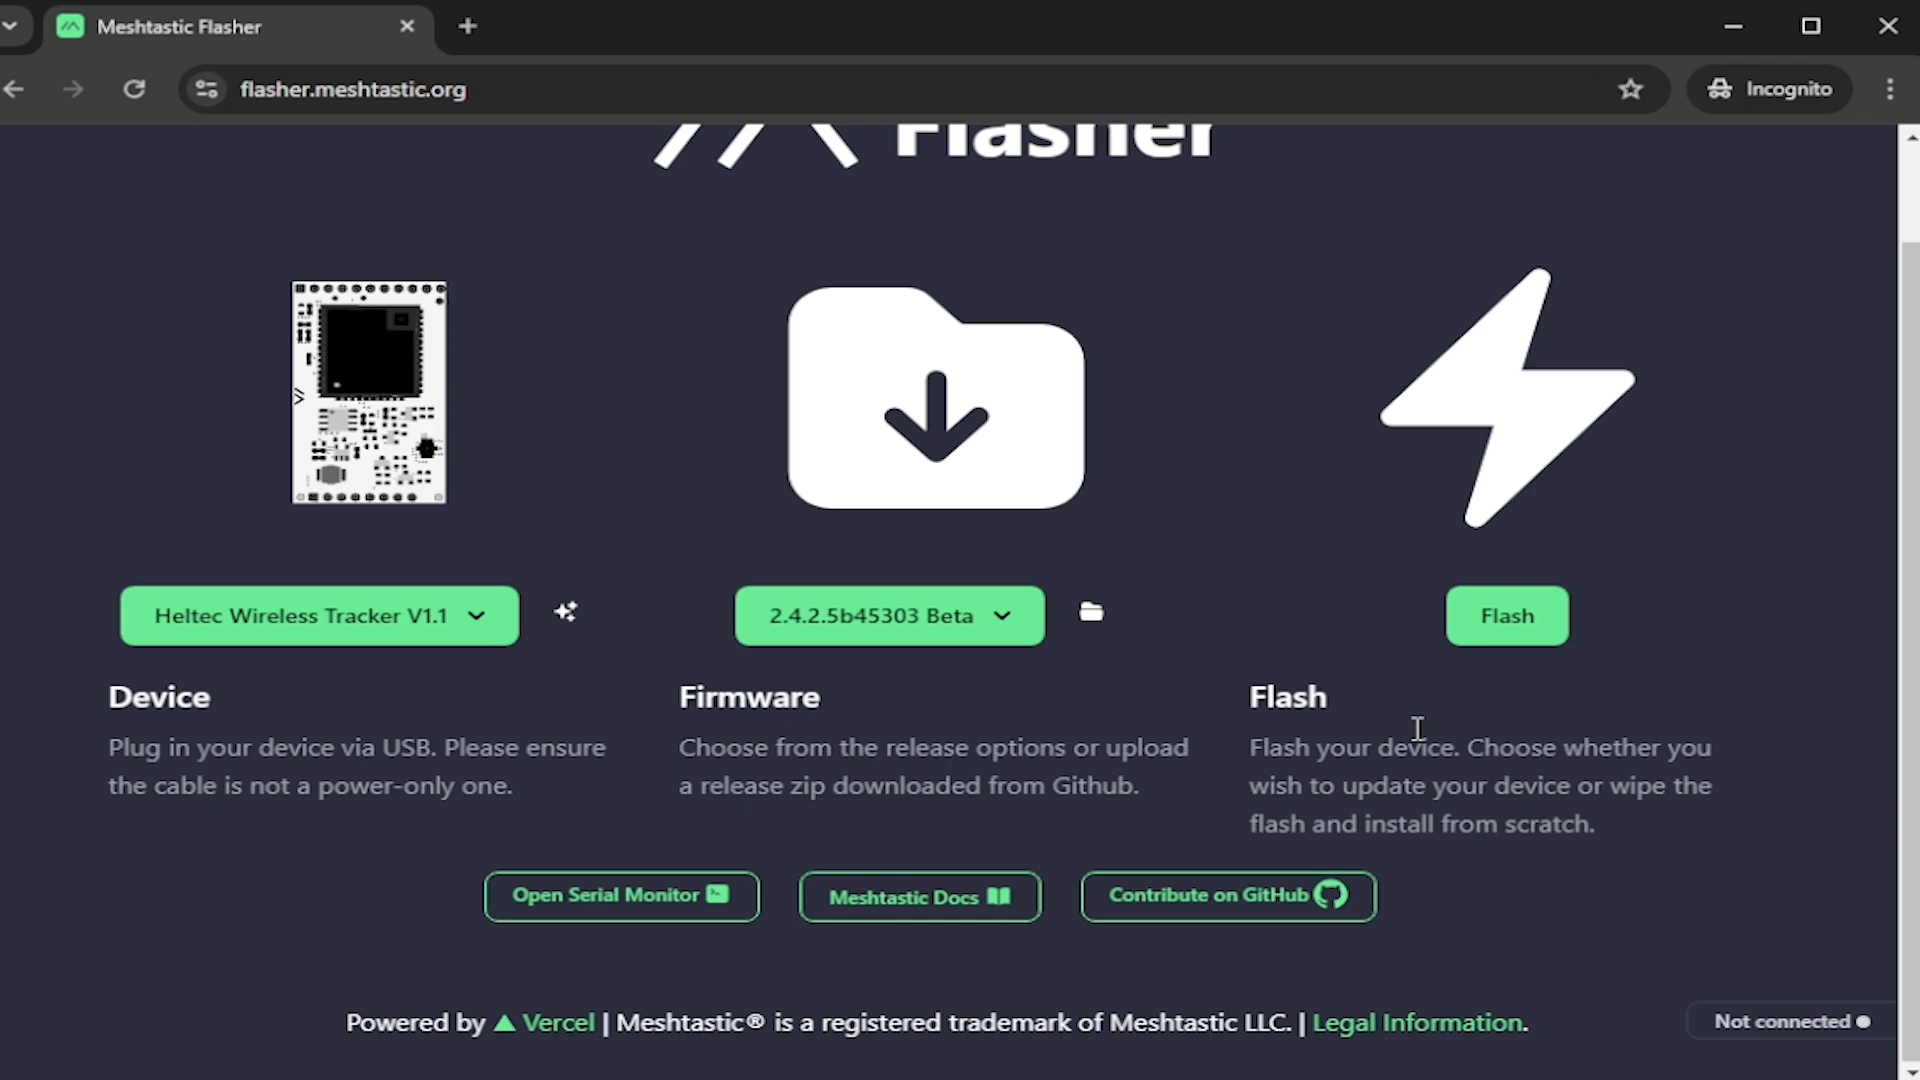 Meshtastic Flasher
flasher.meshtastic.org
Incognito
Flasher
Heltec Wireless Tracker V1.1
2.4.2.5b45303 Beta
Flash
Device
Plug in your device via USB. Please ensure
the cable is not a power-only one.
Firmware
Choose from the release options or upload
a release zip downloaded from Github.
Flash
Flash your device. Choose whether you
wish to update your device or wipe the
flash and install from scratch.
Open Serial Monitor
Meshtastic Docs
Contribute on GitHub
Powered by ▲ Vercel | Meshtastic® is a registered trademark of Meshtastic LLC. | Legal Information.
Not connected